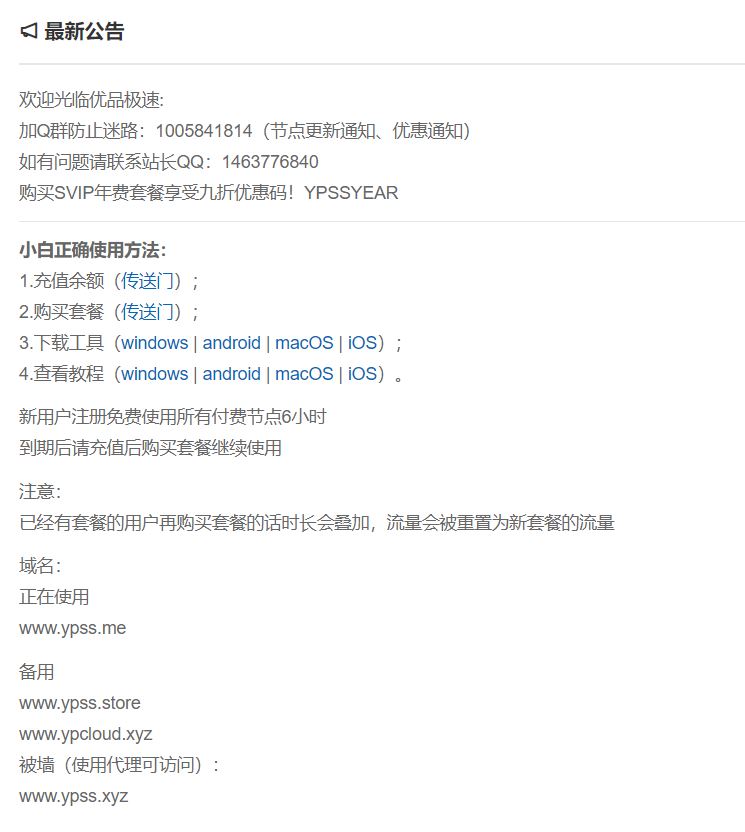 最新公告
欢迎光临优品极速:
加Q群防止迷路：1005841814（节点更新通知、优惠通知）
如有问题请联系站长QQ：1463776840
购买SVIP年费套餐享受九折优惠码！YPSSYEAR
小白正确使用方法：
1.充值余额（传送门）；
2.购买套餐（传送门）；
3.下载工具（windows | android | macOS | iOS）；
4.查看教程（windows | android | macOS | iOS）。
新用户注册免费使用所有付费节点6小时
到期后请充值后购买套餐继续使用
注意：
已经有套餐的用户再购买套餐的话时长会叠加，流量会被重置为新套餐的流量
域名：
正在使用
www.ypss.me
备用
www.ypss.store
www.ypcloud.xyz
被墙（使用代理可访问）：
www.ypss.xyz